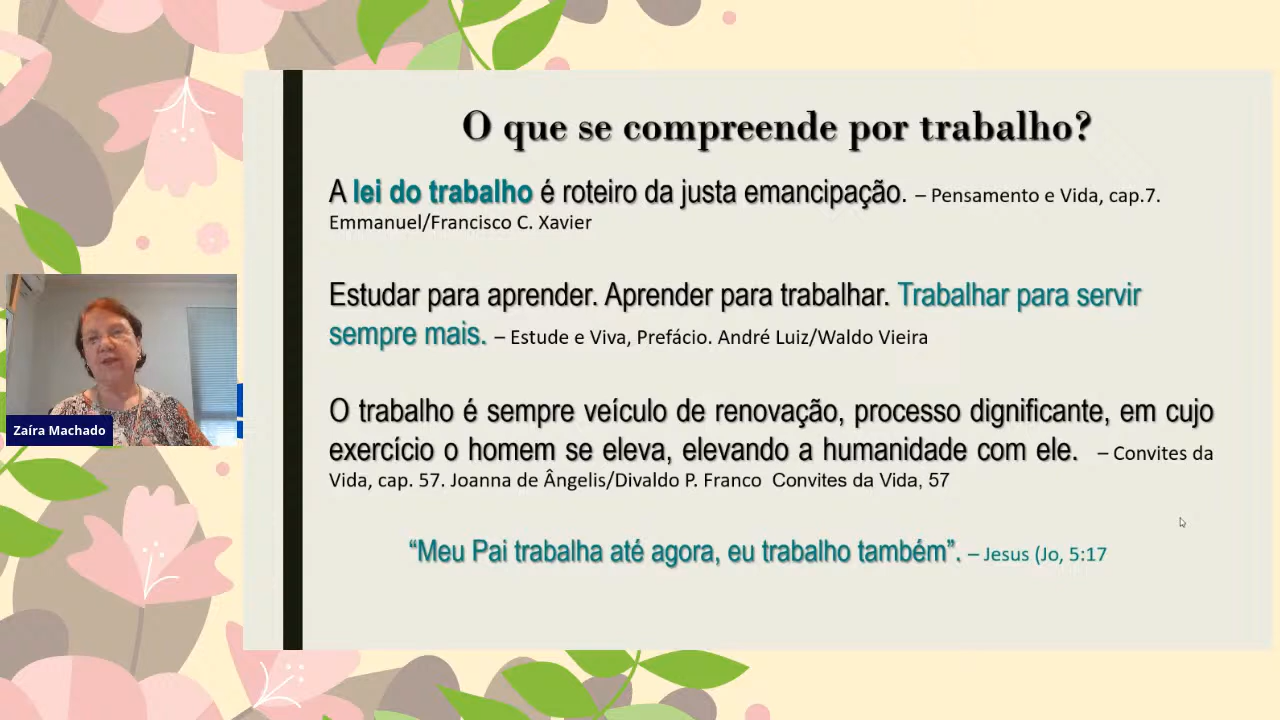 O que se compreende por trabalho?
A lei do trabalho é roteiro da justa emancipação. – Pensamento e Vida, cap.7.
Emmanuel/Francisco C. Xavier
Estudar para aprender. Aprender para trabalhar. Trabalhar para servir
sempre mais. – Estude e Viva, Prefácio. André Luiz/Waldo Vieira
O trabalho é sempre veículo de renovação, processo dignificante, em cujo
exercício o homem se eleva, elevando a humanidade com ele. – Convites da
Vida, cap. 57. Joanna de Ângelis/Divaldo P. Franco Convites da Vida, 57
“Meu Pai trabalha até agora, eu trabalho também”. – Jesus (Jo, 5:17
Zaíra Machado